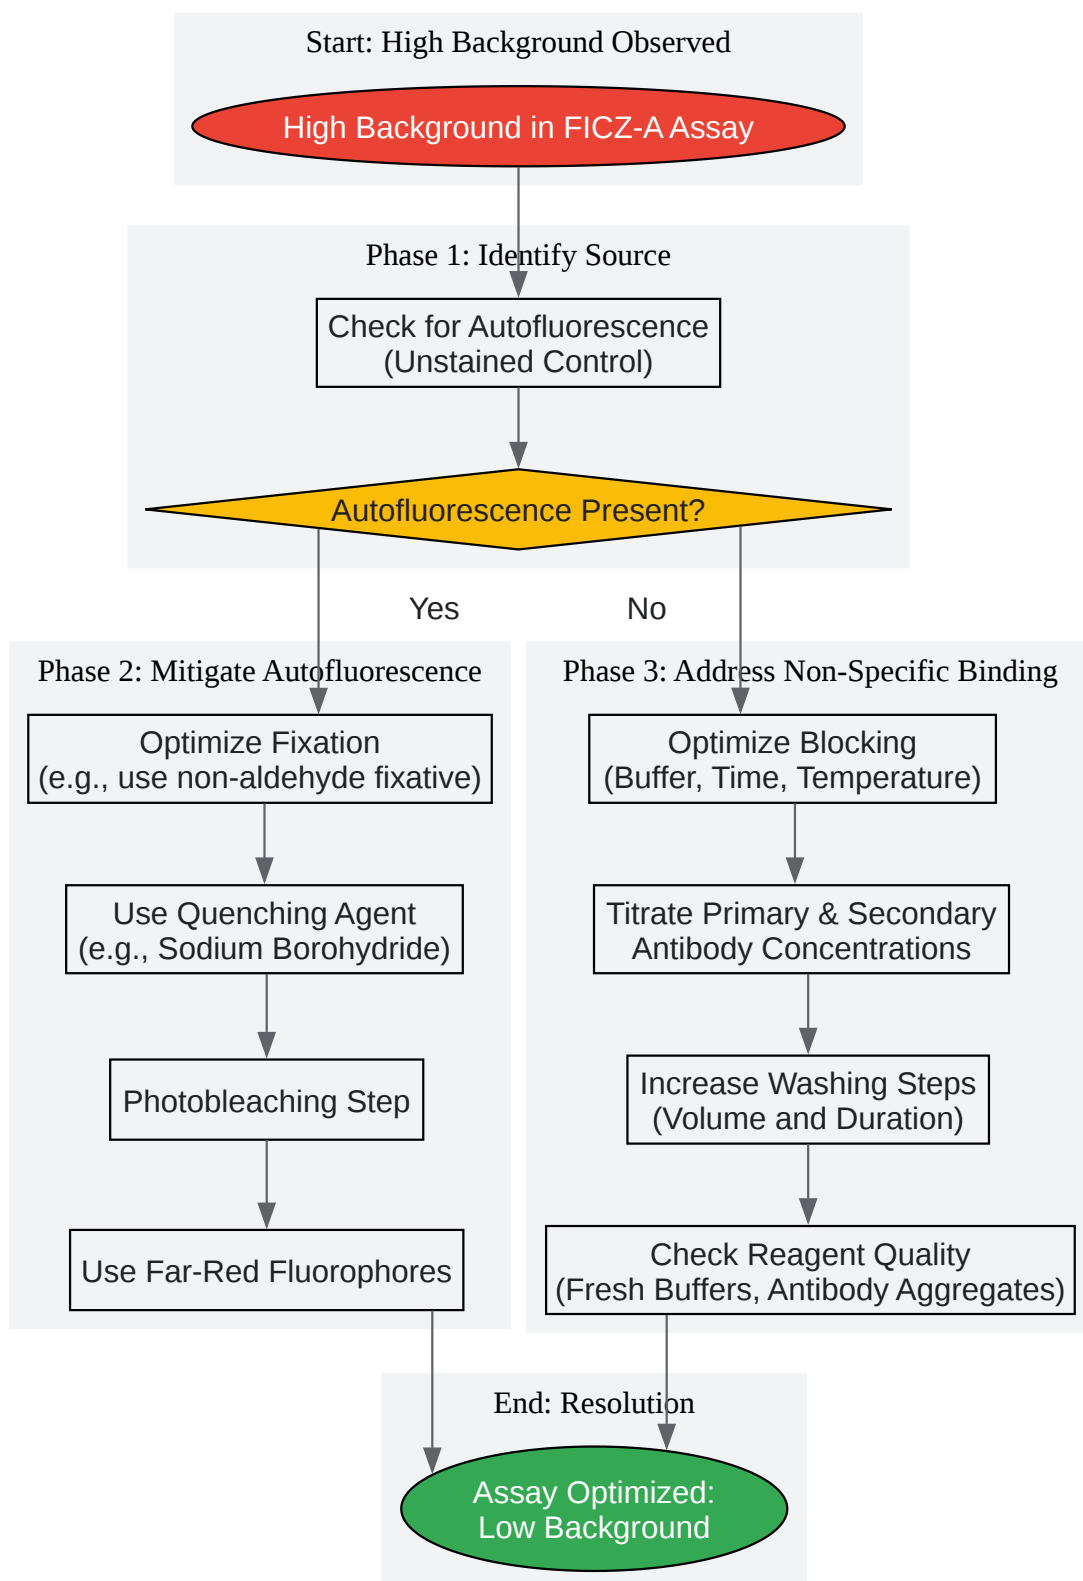 Start: High Background Observed
High Background in FICZ-A Assay
Phase 1: Identify Source
Check for Autofluorescence
(Unstained Control)
Autofluorescence Present?
Yes
No
Phase 2: Mitigate Autofluorescence
Optimize Fixation
(e.g., use non-aldehyde fixative)
Use Quenching Agent
(e.g., Sodium Borohydride)
Photobleaching Step
Use Far-Red Fluorophores
Phase 3: Address Non-Specific Binding
Optimize Blocking
(Buffer, Time, Temperature)
Titrate Primary & Secondary
Antibody Concentrations
Increase Washing Steps
(Volume and Duration)
Check Reagent Quality
(Fresh Buffers, Antibody Aggregates)
End: Resolution
Assay Optimized:
Low Background